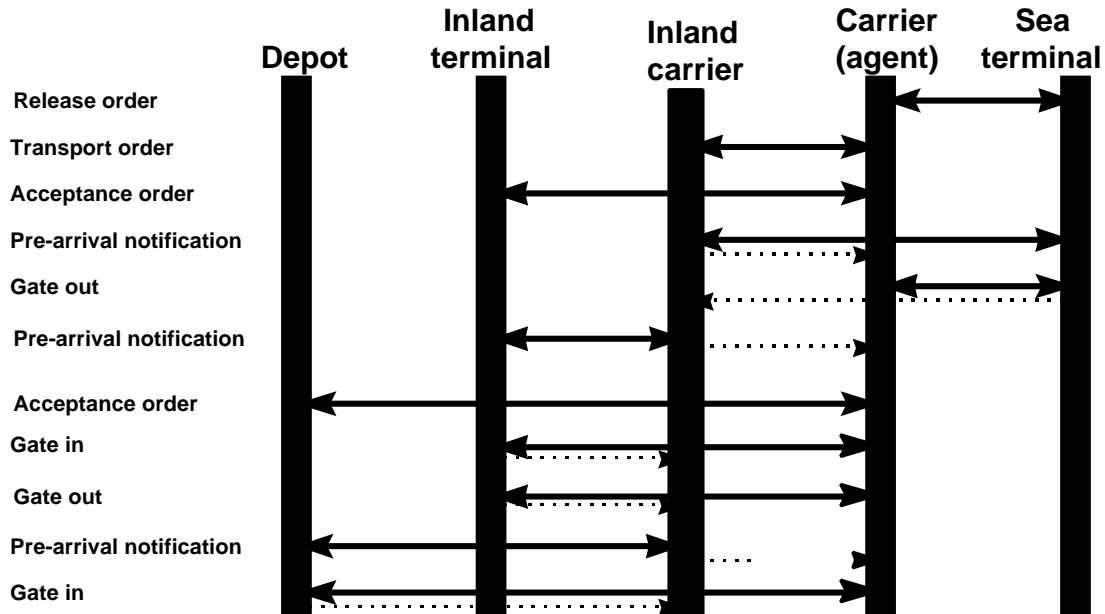 Depot
Inland
terminal
Inland
carrier
Carrier
(agent)
Sea
terminal
Release order
Transport order
Acceptance order
Pre-arrival notification
Gate out
Pre-arrival notification
Acceptance order
Gate in
Gate out
Pre-arrival notification
Gate in